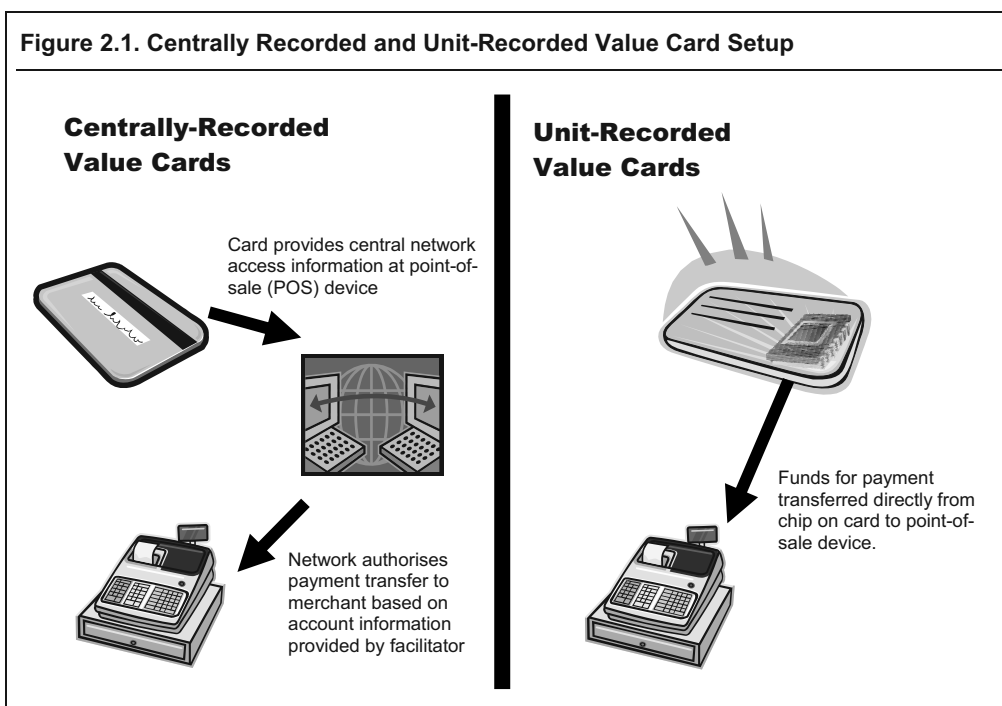 Figure 2.1. Centrally Recorded and Unit-Recorded Value Card Setup
Centrally-Recorded
Value Cards
Card provides central network
access information at point-of-
sale (POS) device
Network authorises
payment transfer to
merchant based on
account information
provided by facilitator
Unit-Recorded
Value Cards
Funds for payment
transferred directly from
chip on card to point-of-
sale device.